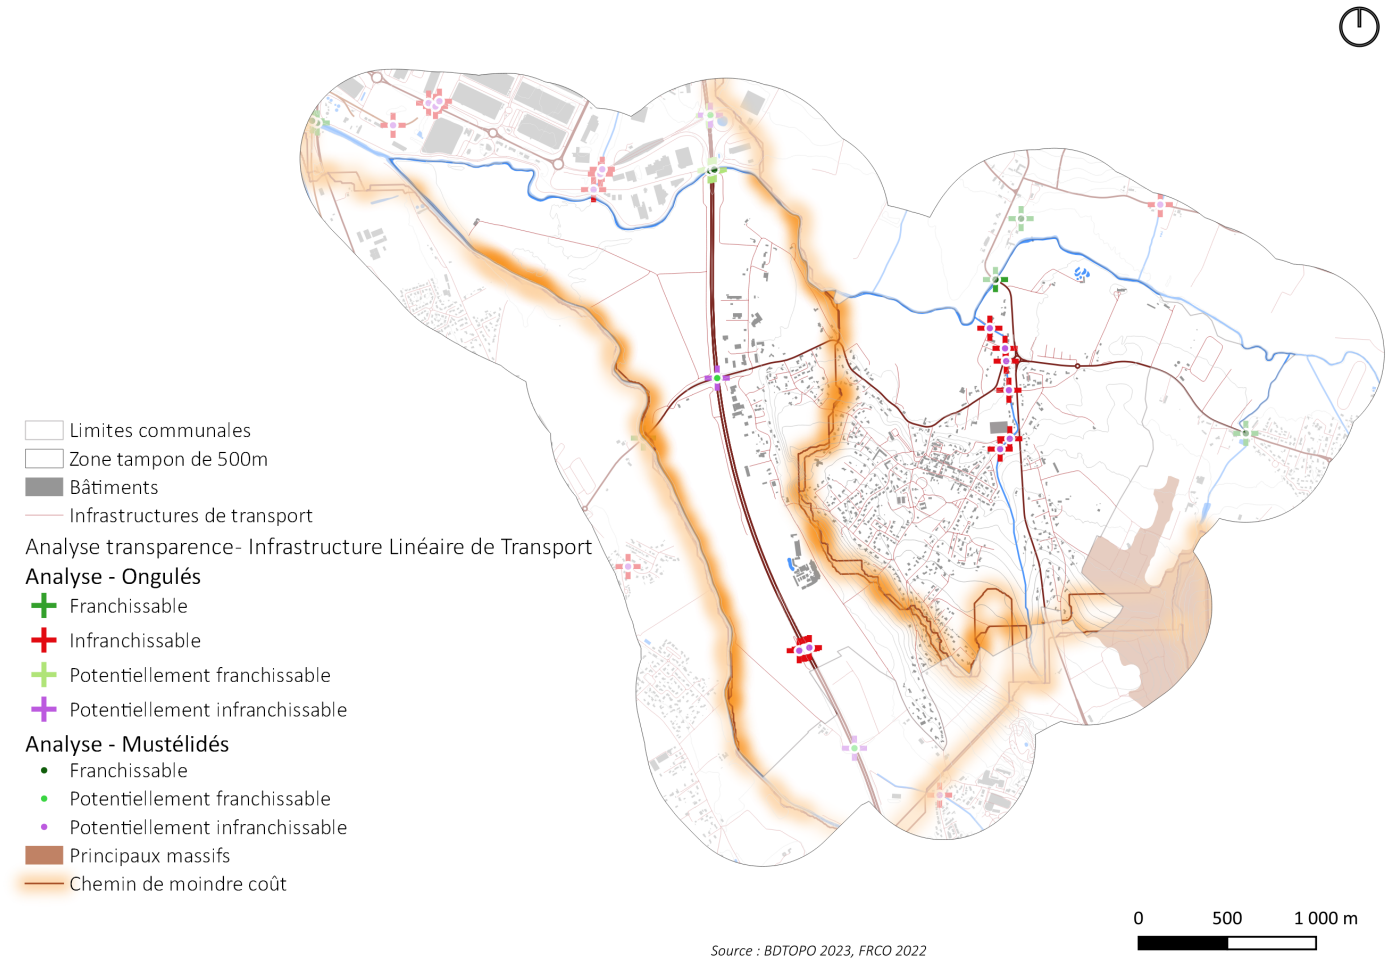 Limites communales
Zone tampon de 500m
Bâtiments
Infrastructures de transport
Analyse transparence- Infrastructure Linéaire de Transport
Analyse - Ongulés
Franchissable
Infranchissable
Potentiellement franchissable
Potentiellement infranchissable
Analyse - Mustélidés
Franchissable
Potentiellement franchissable
Potentiellement infranchissable
Principaux massifs
Chemin de moindre coût
0 500 1 000 m
Source : BDTOPO 2023, FRCO 2022